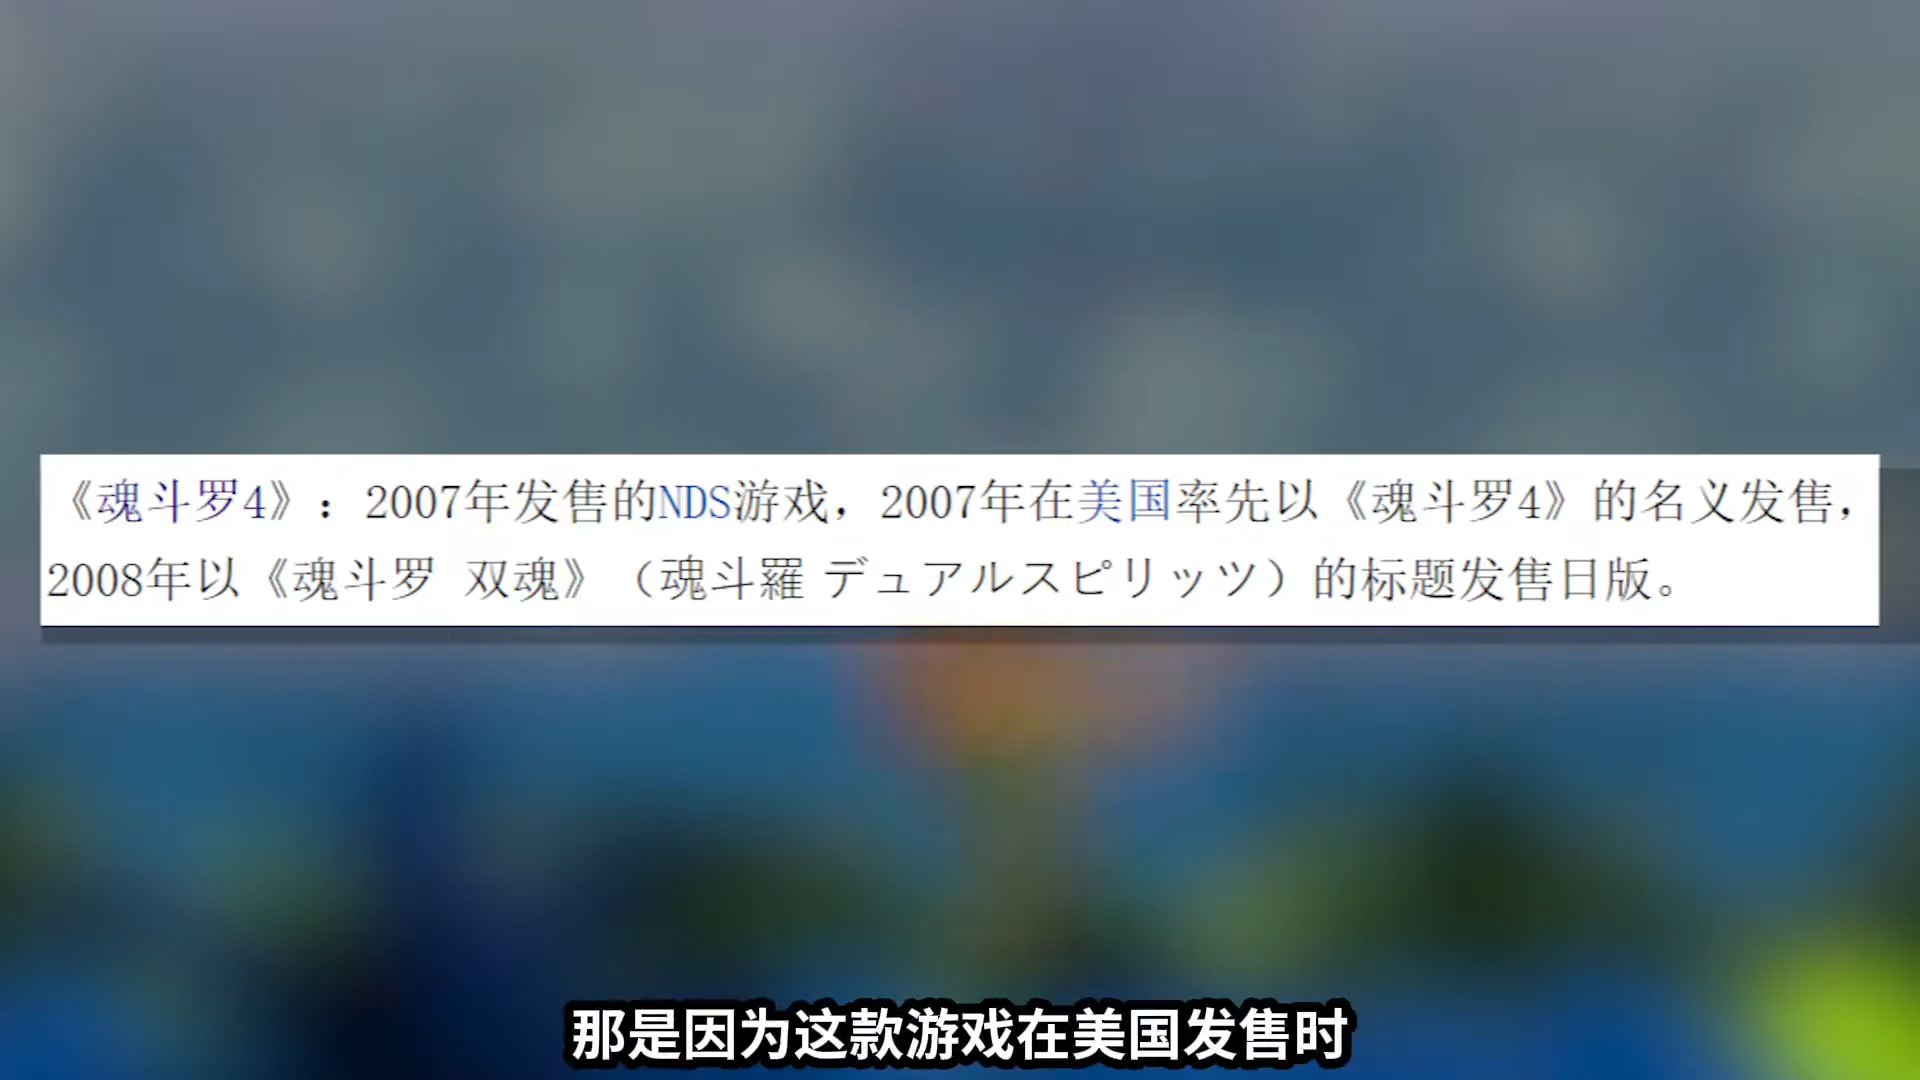 《魂斗罗4》：2007年发售的NDS游戏，2007年在美国率先以《魂斗罗4》的名义发售，
2008年以《魂斗罗 双魂》（魂斗羅 デュアルスピリッツ）的标题发售日版。
那是因为这款游戏在美国发售时